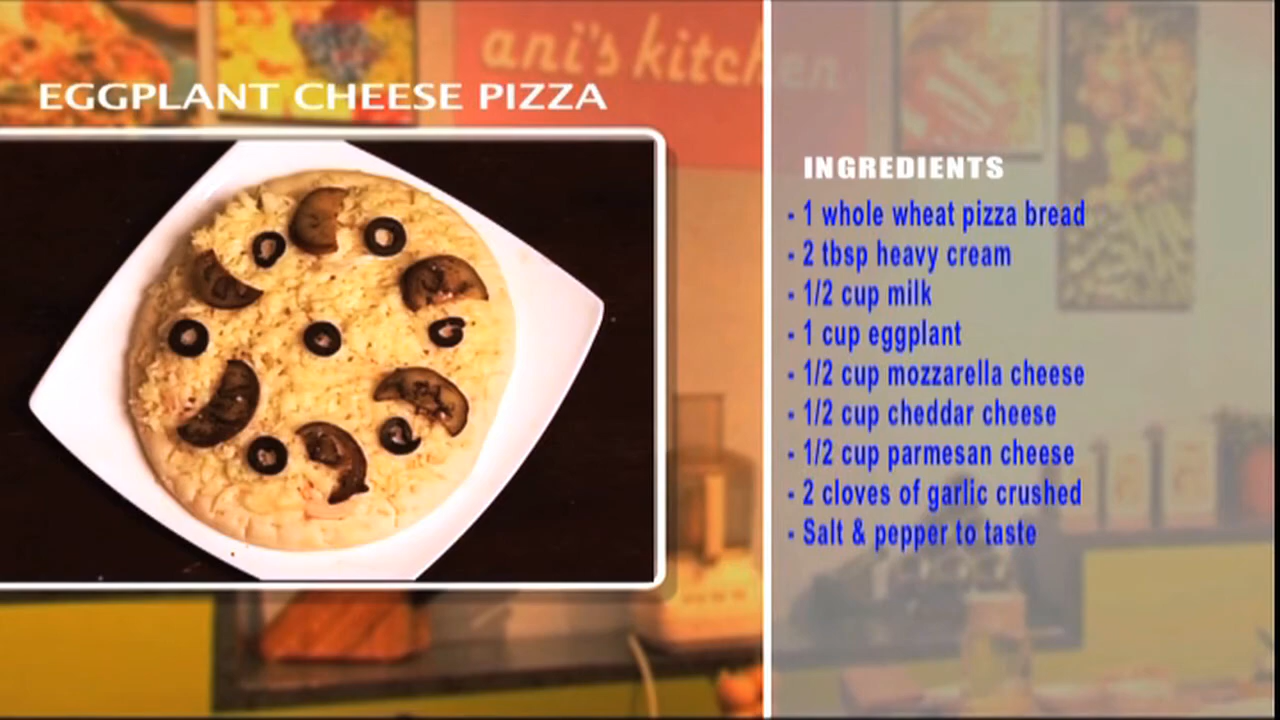 ani's kitchen
EGGPLANT CHEESE PIZZA
INGREDIENTS
- 1 whole wheat pizza bread
- 2 tbsp heavy cream
- 1/2 cup milk
- 1 cup eggplant
- 1/2 cup mozzarella cheese
- 1/2 cup cheddar cheese
- 1/2 cup parmesan cheese
- 2 cloves of garlic crushed
- Salt & pepper to taste